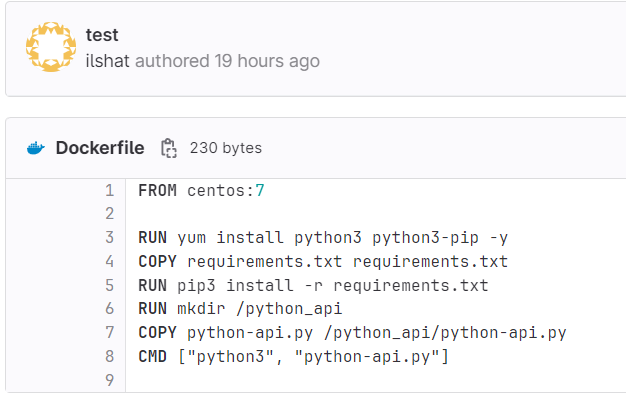 test
ilshat authored 19 hours ago
Dockerfile 230 bytes
1 FROM centos:7
2
3 RUN yum install python3 python3-pip -y
4 COPY requirements.txt requirements.txt
5 RUN pip3 install -r requirements.txt
6 RUN mkdir /python_api
7 COPY python-api.py /python_api/python-api.py
8 CMD ["python3", "python-api.py"]
9